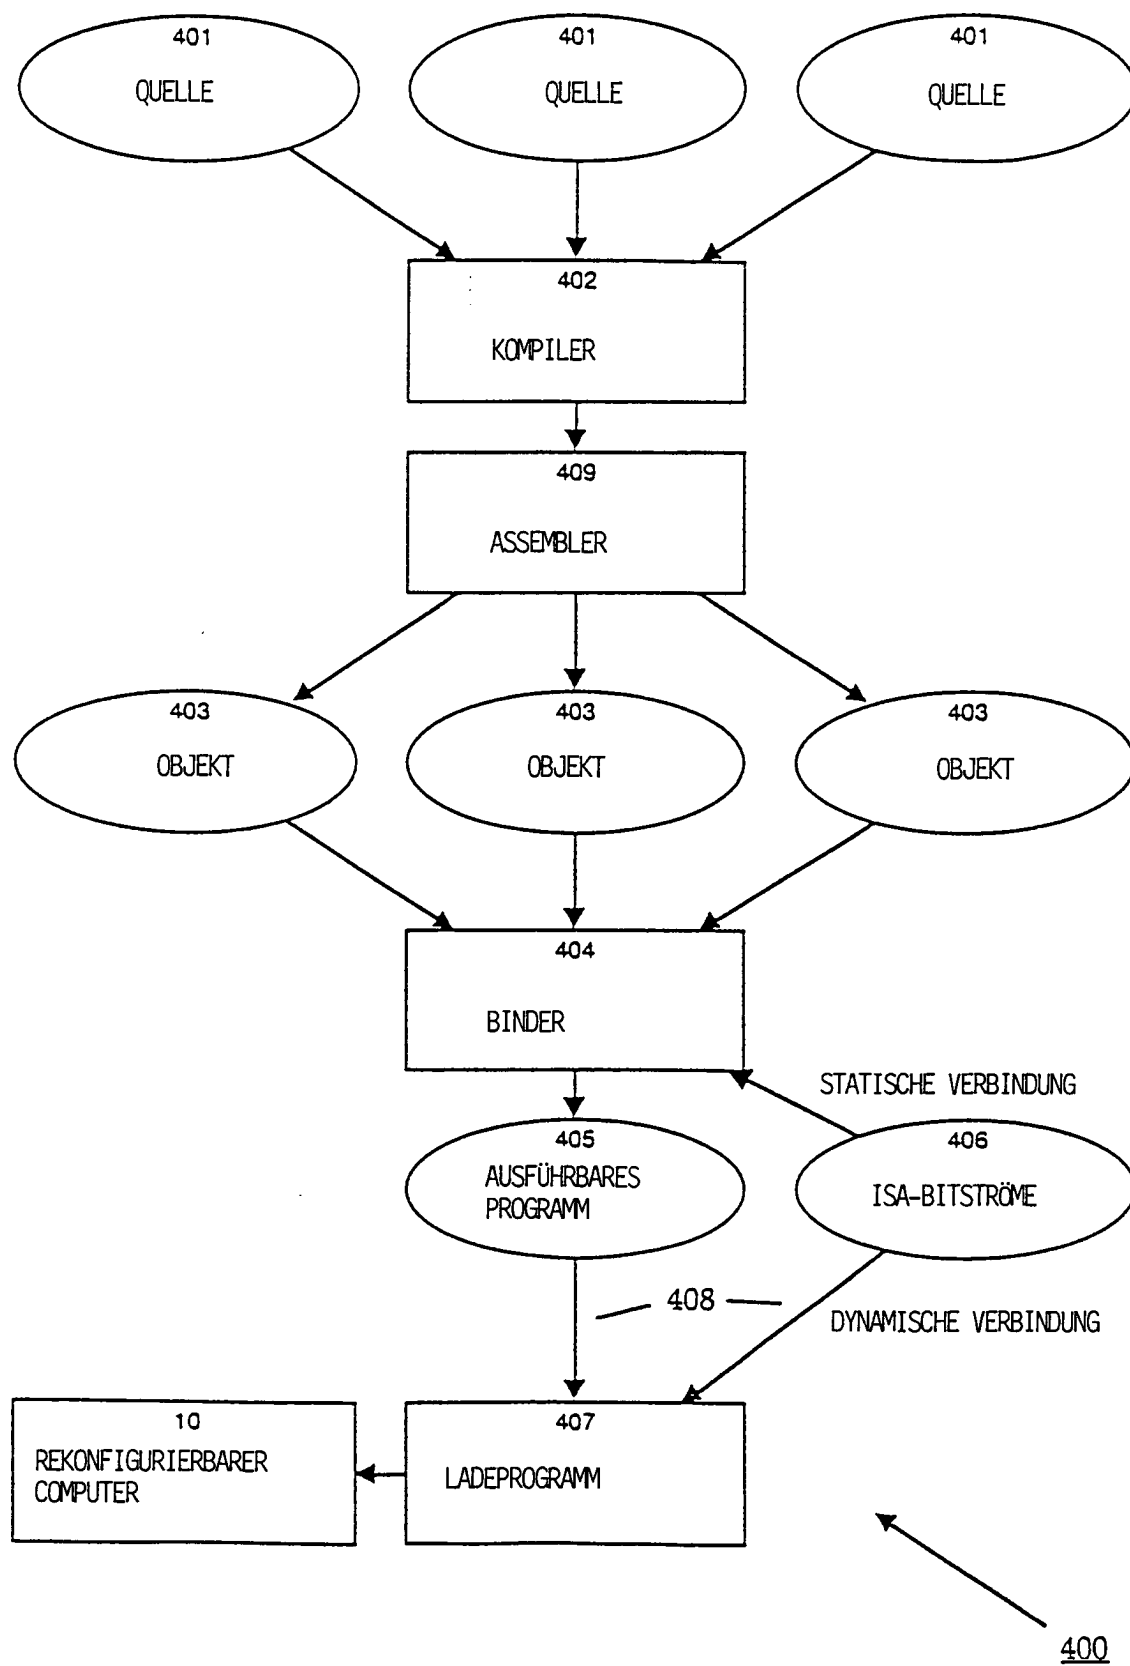 401
QUELLE
401
QUELLE
401
QUELLE
402
KOMPILER
409
ASSEMBLER
403
OBJEKT
403
OBJEKT
403
OBJEKT
404
BINDER
STATISCHE VERBINDUNG
405
AUSFÜHRBARES
PROGRAMM
406
ISA-BITSTRÖME
408
DYNAMISCHE VERBINDUNG
10
REKONFIGURIERBARER
COMPUTER
407
LADEPROGRAMM
400